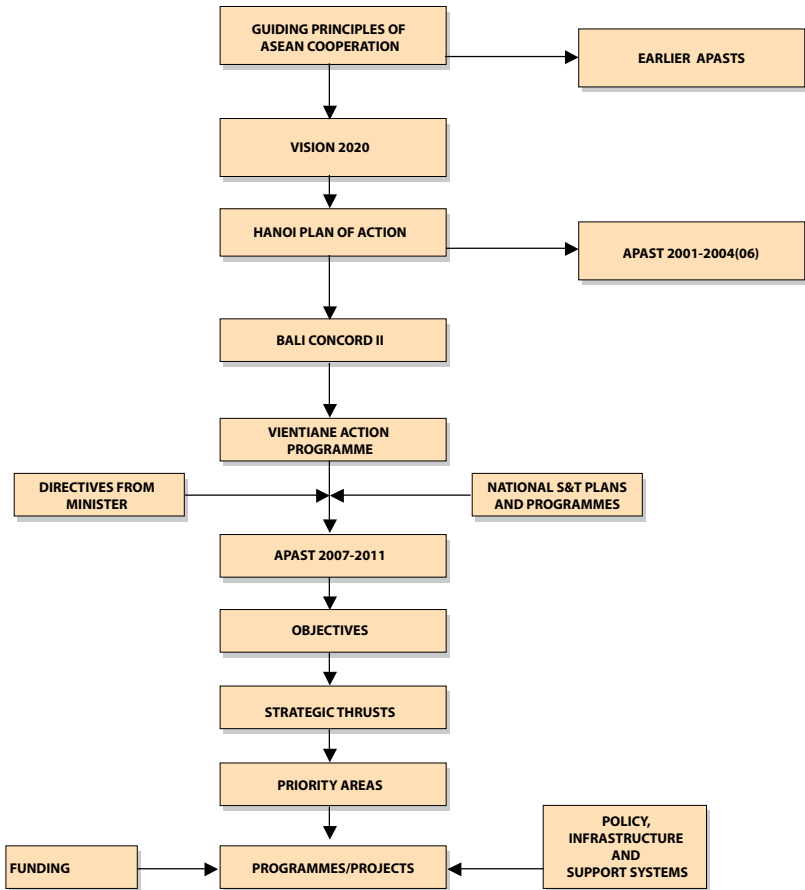 GUIDING PRINCIPLES OF
ASEAN COOPERATION
EARLIER APASTS
VISION 2020
HANOI PLAN OF ACTION
APAST 2001-2004(06)
BALI CONCORD II
VIENTIANE ACTION
PROGRAMME
DIRECTIVES FROM
MINISTER
NATIONAL S&T PLANS
AND PROGRAMMES
APAST 2007-2011
OBJECTIVES
STRATEGIC THRUSTS
PRIORITY AREAS
FUNDING
PROGRAMMES/PROJECTS
POLICY,
INFRASTRUCTURE
AND
SUPPORT SYSTEMS